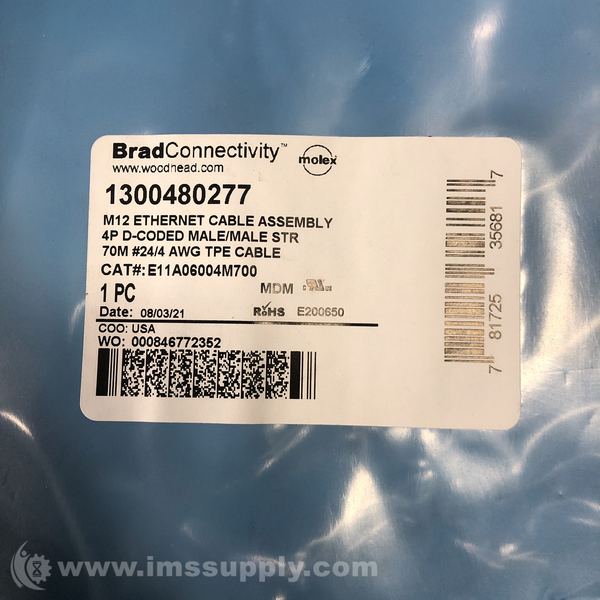 BradConnectivity™
molex
www.woodhead.com
1300480277
M12 ETHERNET CABLE ASSEMBLY
4P D-CODED MALE/MALE STR
70M #24/4 AWG TPE CABLE
CAT#: E11A06004M700
1 PC
MDM
Date: 08/03/21
RoHS
E200650
COO: USA
WO: 000846772352
7 81725 35681 7
www.imssupply.com